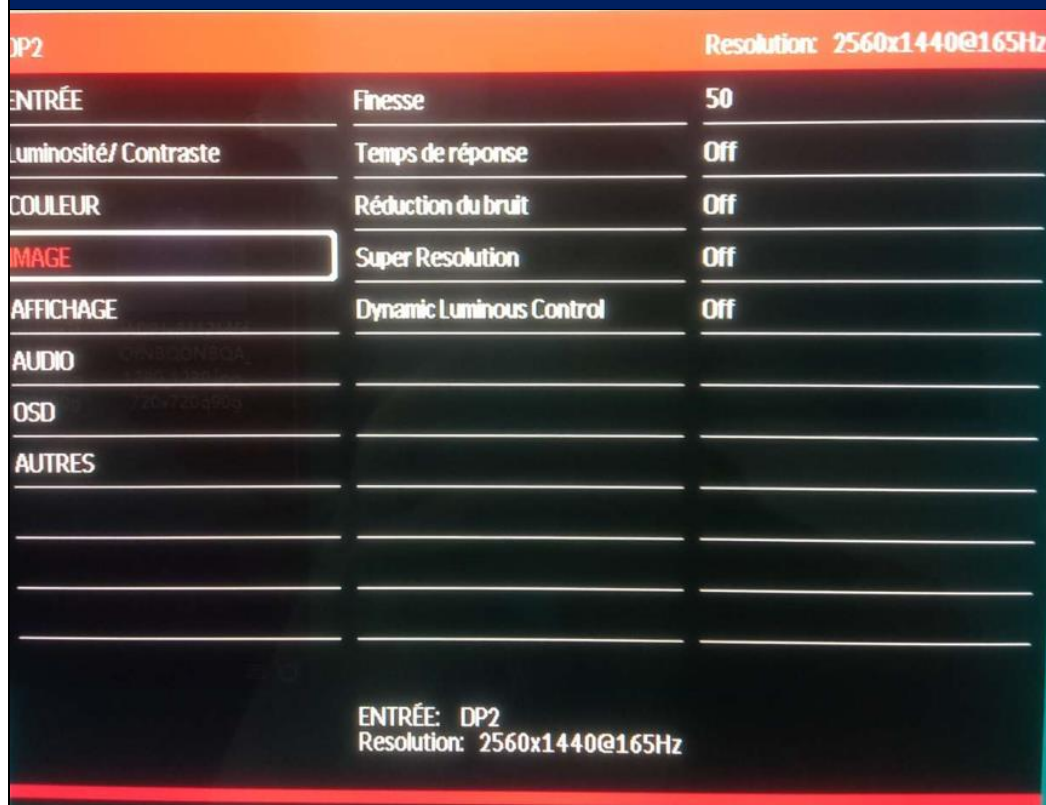 DP2 Resolution: 2560x1440@165Hz
ENTRÉE Finesse 50
Luminosité/ Contraste Temps de réponse Off
COULEUR Réduction du bruit Off
IMAGE Super Resolution Off
AFFICHAGE Dynamic Luminous Control Off
AUDIO
OSD
AUTRES
ENTRÉE: DP2
Resolution: 2560x1440@165Hz